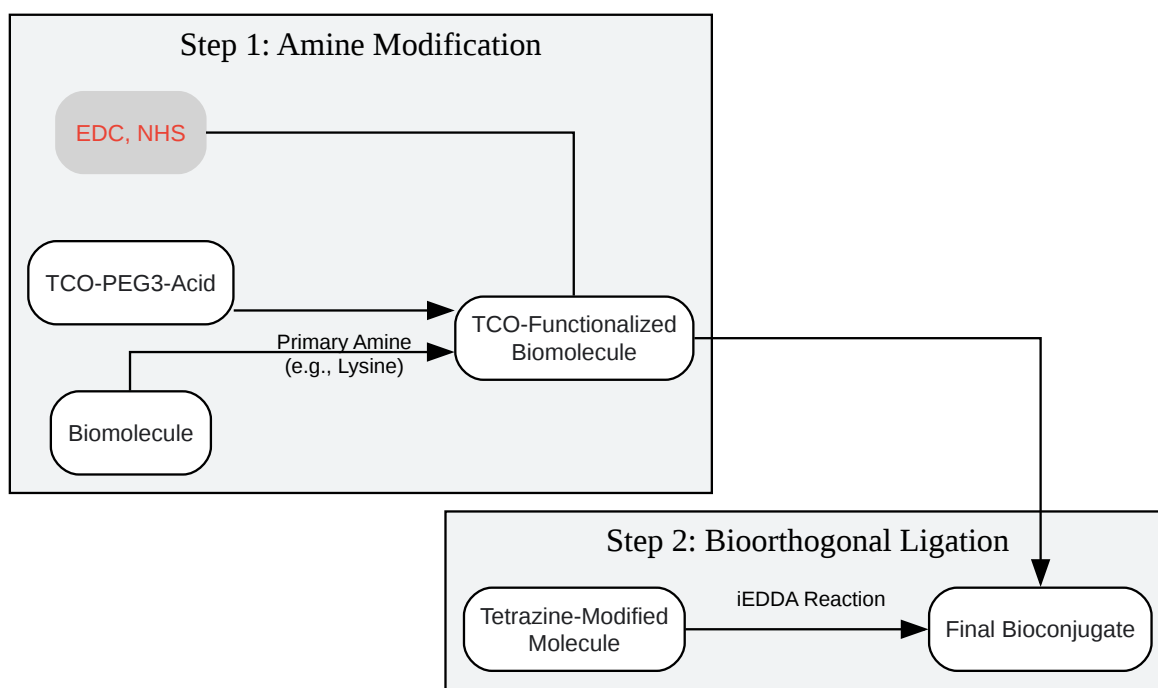 Step 1: Amine Modification
EDC, NHS
TCO-PEG3-Acid
Primary Amine
(e.g., Lysine)
TCO-Functionalized
Biomolecule
Biomolecule
Step 2: Bioorthogonal Ligation
Tetrazine-Modified
Molecule
iEDDA Reaction
Final Bioconjugate